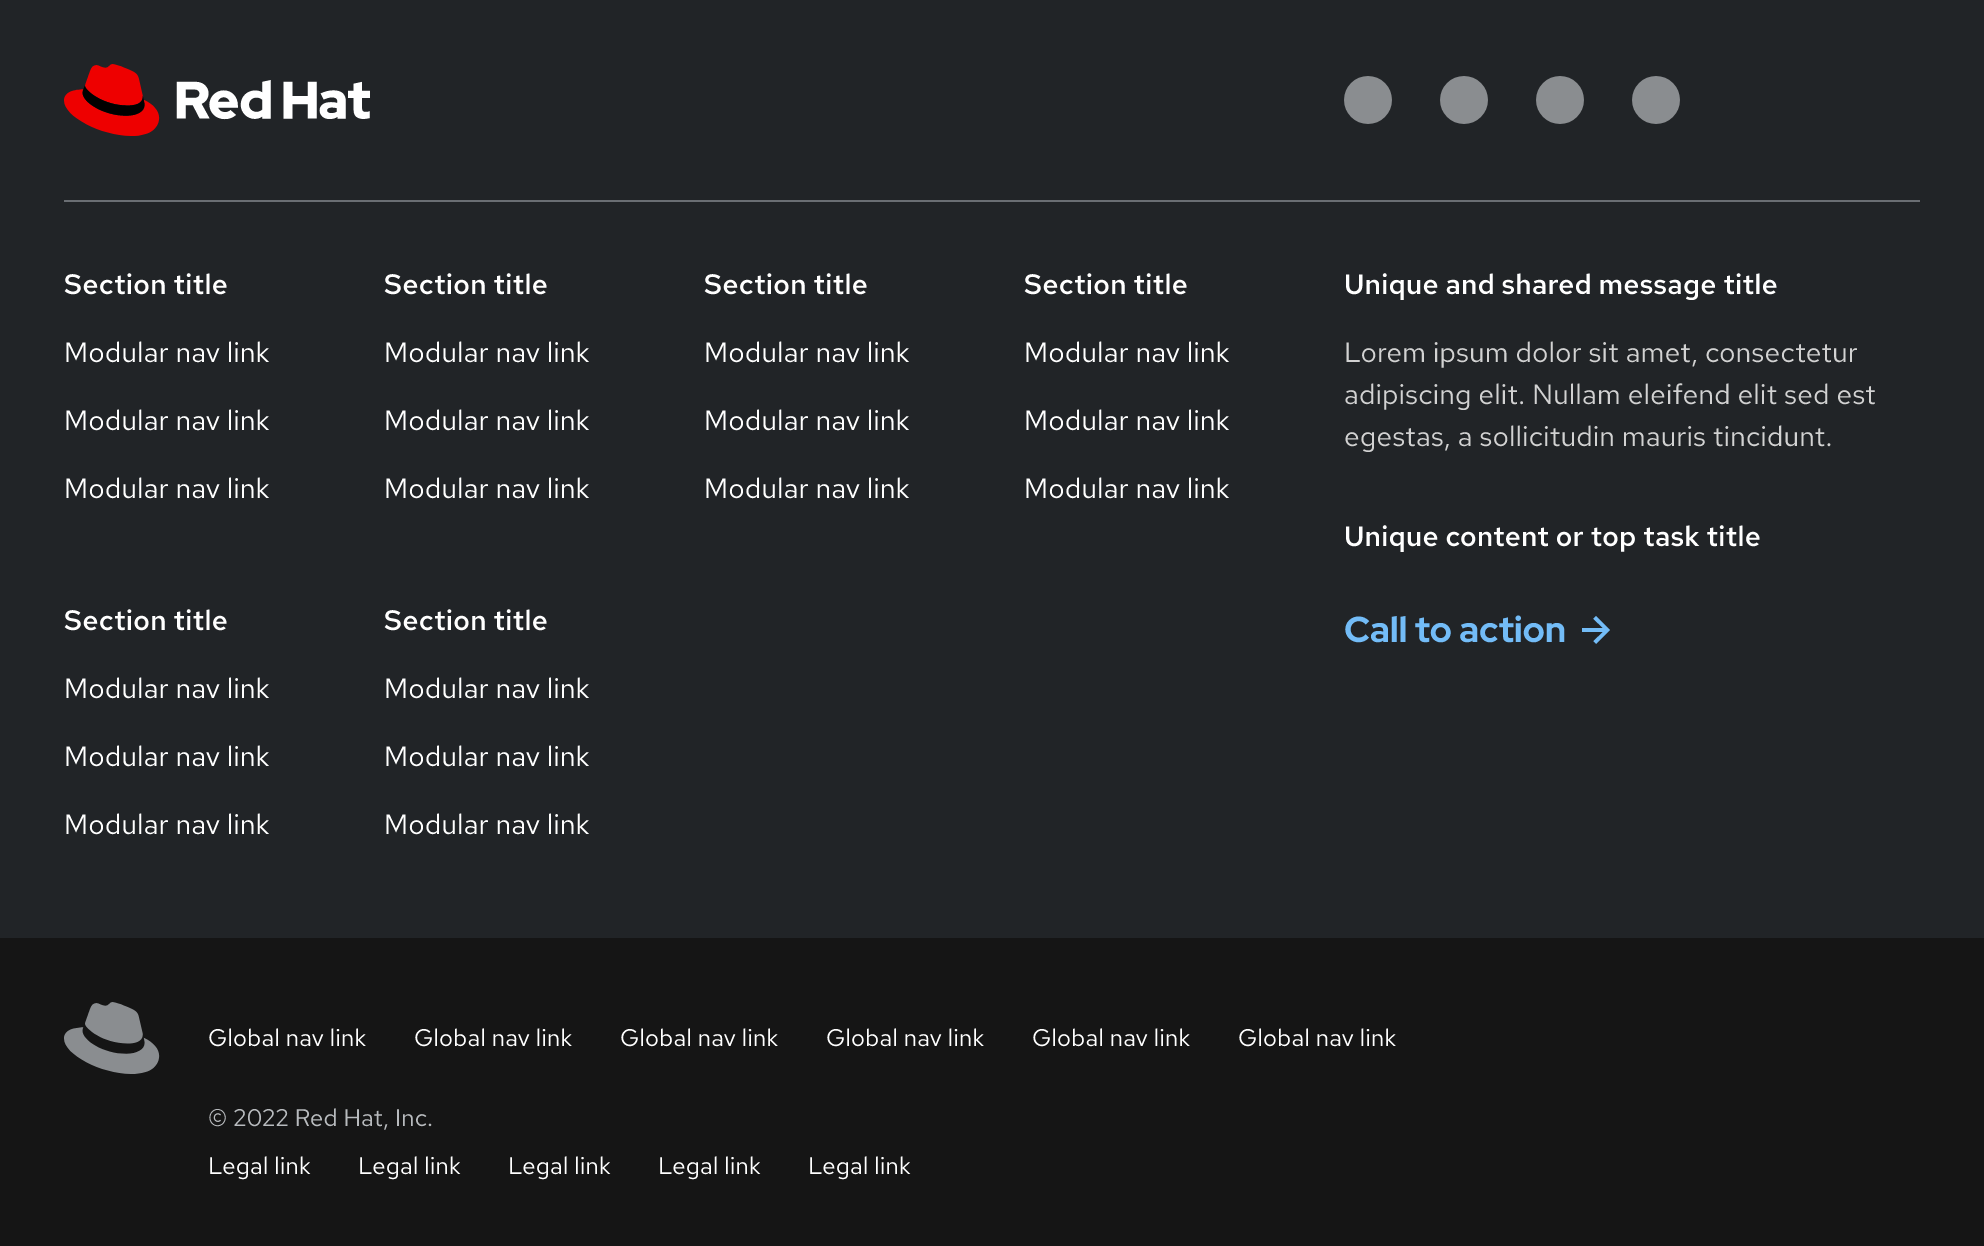 Red Hat
Section title
Modular nav link
Modular nav link
Modular nav link
Section title
Modular nav link
Modular nav link
Modular nav link
Section title
Modular nav link
Modular nav link
Modular nav link
Section title
Modular nav link
Modular nav link
Modular nav link
Section title
Modular nav link
Modular nav link
Modular nav link
Section title
Modular nav link
Modular nav link
Modular nav link
Unique and shared message title
Lorem ipsum dolor sit amet, consectetur
adipiscing elit. Nullam eleifend elit sed est
egestas, a sollicitudin mauris tincidunt.
Unique content or top task title
Call to action →
Global nav link Global nav link Global nav link Global nav link Global nav link Global nav link
© 2022 Red Hat, Inc.
Legal link Legal link Legal link Legal link Legal link